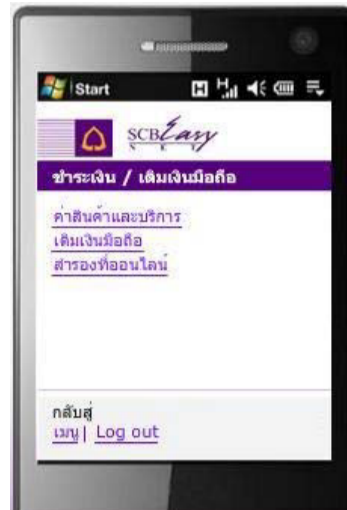 Start
SCBEasy
NET
ชำระเงิน / เติมเงินมือถือ
ค่าสินค้าและบริการ
เติมเงินมือถือ
สำรองที่ออนไลน์
กลับสู่
เมนู | Log out